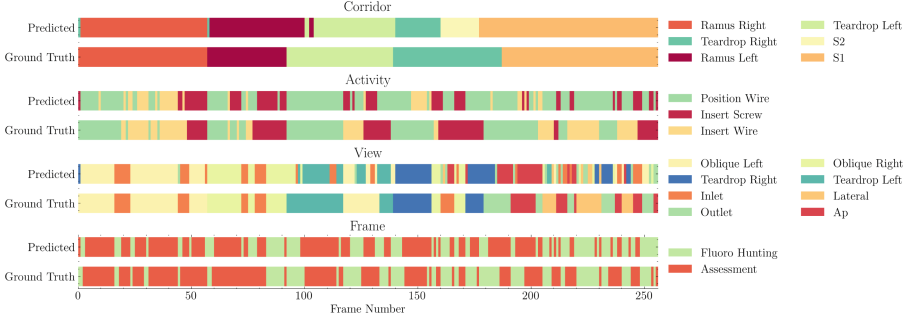 Corridor
Predicted
Ground Truth
Ramus Right
Teardrop Right
Ramus Left
Teardrop Left
S2
S1
Activity
Predicted
Ground Truth
Position Wire
Insert Screw
Insert Wire
View
Predicted
Ground Truth
Oblique Left
Teardrop Right
Inlet
Outlet
Oblique Right
Teardrop Left
Lateral
Ap
Frame
Predicted
Ground Truth
Fluoro Hunting
Assessment
0 50 100 150 200 250
Frame Number